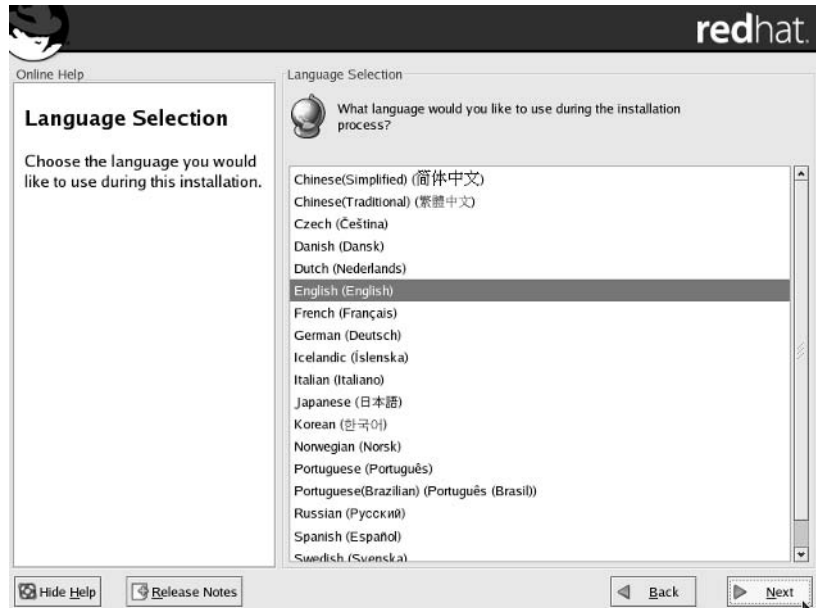 redhat.
Online Help
Language Selection
Choose the language you would
like to use during this installation.
Language Selection
What language would you like to use during the installation
process?
Chinese(Simplified) (简体中文)
Chinese(Traditional) (繁體中文)
Czech (Čeština)
Danish (Dansk)
Dutch (Nederlands)
English (English)
French (Français)
German (Deutsch)
Icelandic (Íslenska)
Italian (Italiano)
Japanese (日本語)
Korean (한국어)
Norwegian (Norsk)
Portuguese (Português)
Portuguese(Brazilian) (Português (Brasil))
Russian (Русский)
Spanish (Español)
Swedish (Svenska)
Hide Help
Release Notes
Back
Next